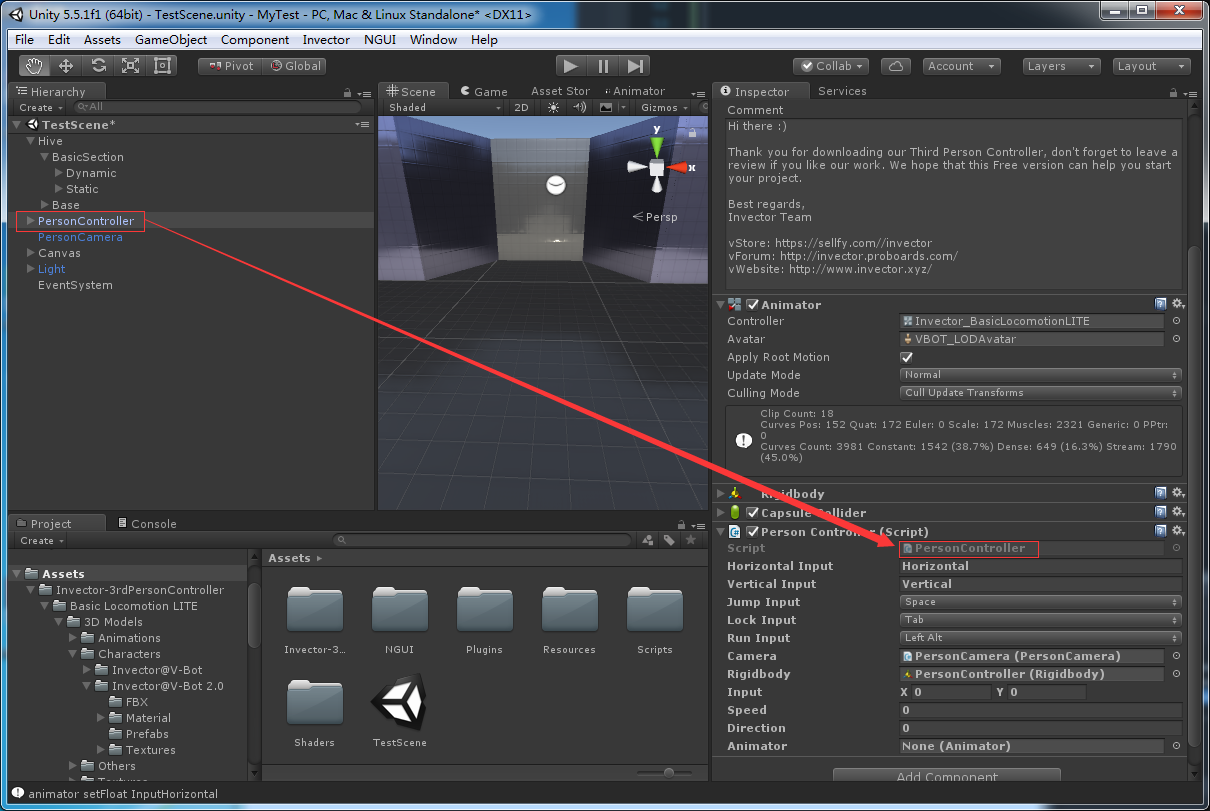 Unity 5.5.1f1 (64bit) - TestScene.unity - MyTest - PC, Mac & Linux Standalone* <DX11>
File Edit Assets GameObject Component Invector NGUI Window Help
Pivot Global Collab Account Layers Layout
Hierarchy
Create All
TestScene*
Hive
BasicSection
Dynamic
Static
Base
PersonController
PersonCamera
Canvas
Light
EventSystem
Scene Game Asset Stor Animator
Shaded 2D Gizmos
y
x
Persp
Inspector Services
Comment
Hi there :)
Thank you for downloading our Third Person Controller, don't forget to leave a
review if you like our work. We hope that this Free version can help you start
your project.
Best regards,
Invector Team
vStore: https://sellfy.com//invector
vForum: http://invector.proboards.com/
vWebsite: http://www.invector.xyz/
Animator
Controller Invector_BasicLocomotionLITE
Avatar VBOT_LODAvatar
Apply Root Motion
Update Mode Normal
Culling Mode Cull Update Transforms
Clip Count: 18
Curves Pos: 152 Quat: 172 Euler: 0 Scale: 172 Muscles: 2321 Generic: 0 PPtr:
0
Curves Count: 3981 Constant: 1542 (38.7%) Dense: 649 (16.3%) Stream: 1790
(45.0%)
Rigidbody
Capsule Collider
Person Controller (Script)
Script PersonController
Horizontal Input Horizontal
Vertical Input Vertical
Jump Input Space
Lock Input Tab
Run Input Left Alt
Camera PersonCamera (PersonCamera)
Rigidbody PersonController (Rigidbody)
Input X 0 Y 0
Speed 0
Direction 0
Animator None (Animator)
Add Component
Project Console
Create
Assets
Invector-3rdPersonController
Basic Locomotion LITE
3D Models
Animations
Characters
Invector@V-Bot
Invector@V-Bot 2.0
FBX
Material
Prefabs
Textures
Others
Textures
Assets
Invector-3... NGUI Plugins Resources Scripts
Shaders TestScene
animator setFloat InputHorizontal